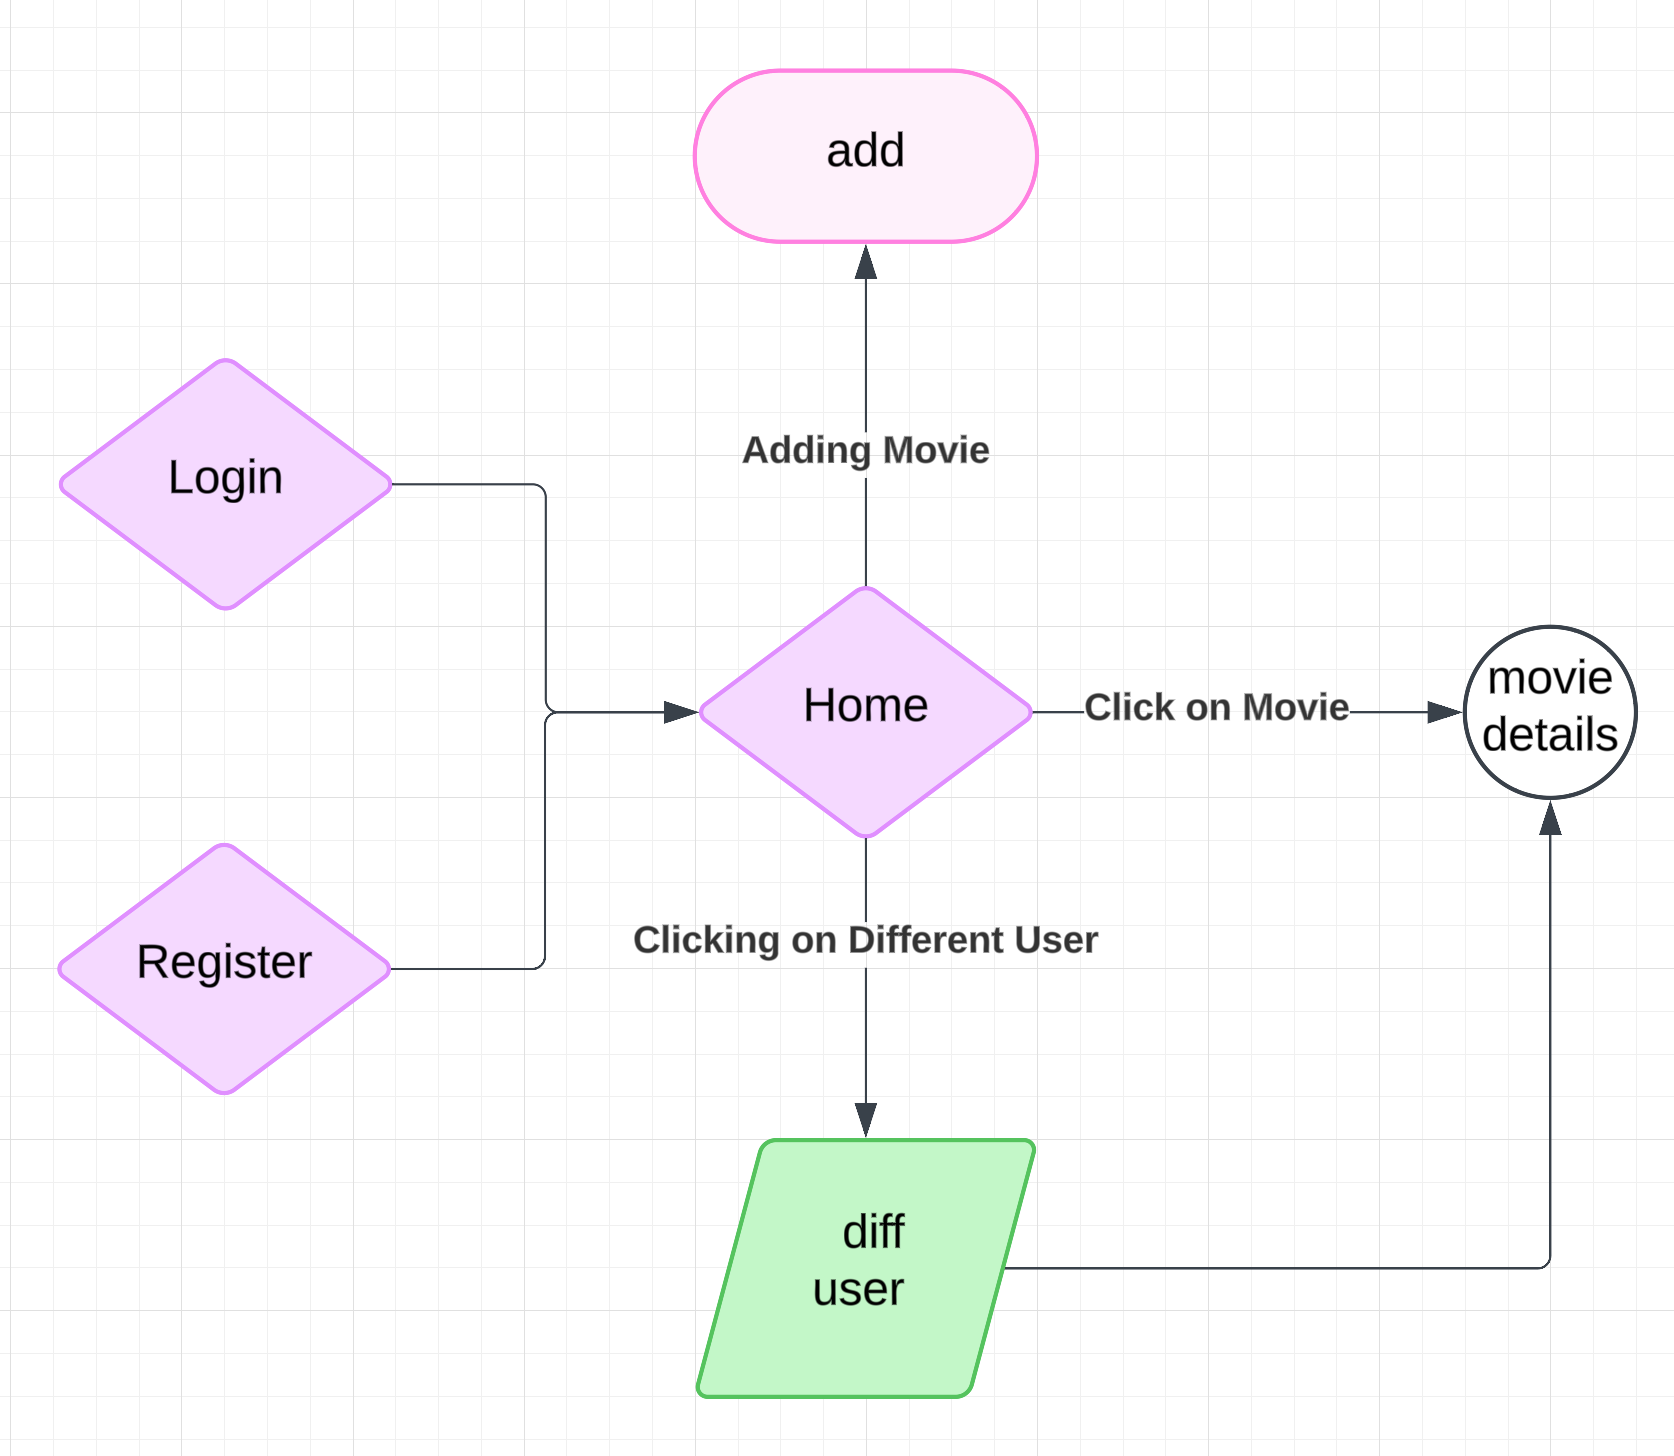 add
Adding Movie
Login
Home
Click on Movie
movie
details
Register
Clicking on Different User
diff
user